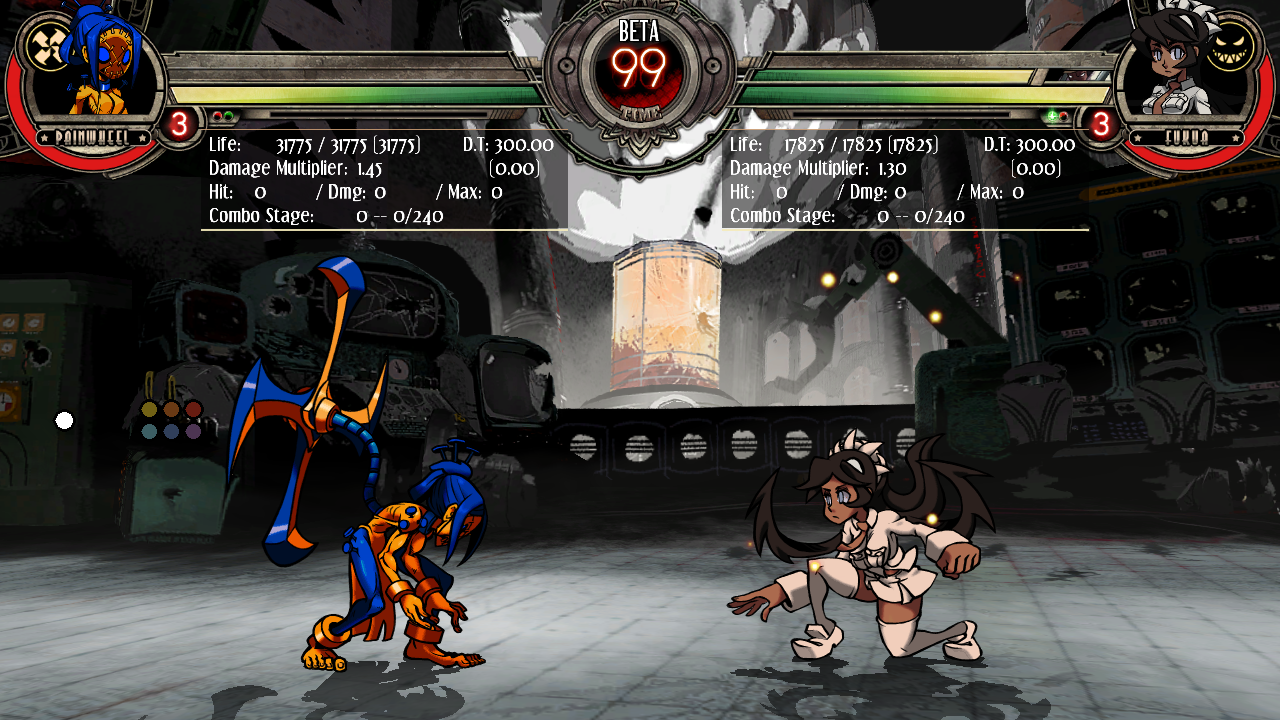 BETA
99
TIME
PAINWHEEL
3
3
FUKUA
Life: 31775 / 31775 (31775) D.T: 300.00
Damage Multiplier: 1.45 (0.00)
Hit: 0 / Dmg: 0 / Max: 0
Combo Stage: 0 -- 0/240
Life: 17825 / 17825 (17825) D.T: 300.00
Damage Multiplier: 1.30 (0.00)
Hit: 0 / Dmg: 0 / Max: 0
Combo Stage: 0 -- 0/240